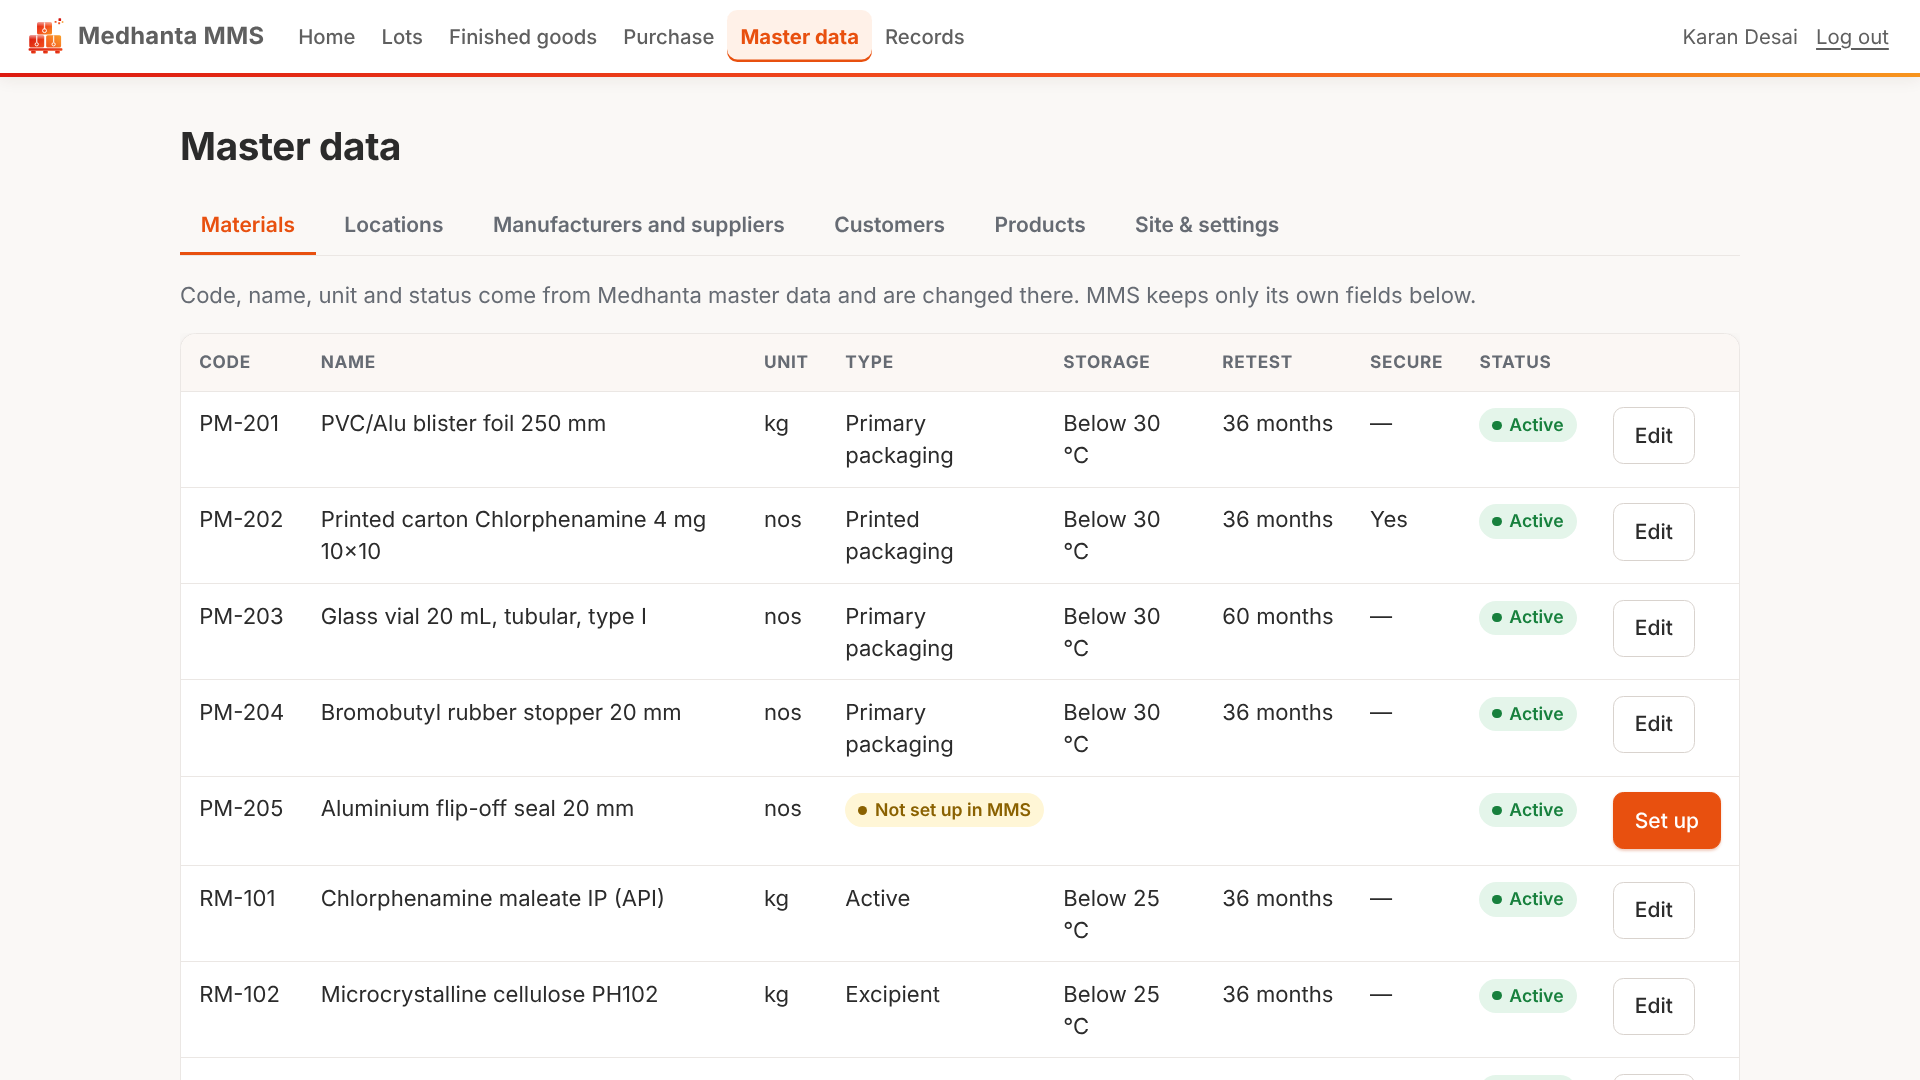 Medhanta MMS Home Lots Finished goods Purchase Master data Records Karan Desai Log out
Master data
Materials Locations Manufacturers and suppliers Customers Products Site & settings
Code, name, unit and status come from Medhanta master data and are changed there. MMS keeps only its own fields below.
CODE NAME UNIT TYPE STORAGE RETEST SECURE STATUS
PM-201 PVC/Alu blister foil 250 mm kg Primary packaging Below 30 °C 36 months — Active Edit
PM-202 Printed carton Chlorphenamine 4 mg 10×10 nos Printed packaging Below 30 °C 36 months Yes Active Edit
PM-203 Glass vial 20 mL, tubular, type I nos Primary packaging Below 30 °C 60 months — Active Edit
PM-204 Bromobutyl rubber stopper 20 mm nos Primary packaging Below 30 °C 36 months — Active Edit
PM-205 Aluminium flip-off seal 20 mm nos Not set up in MMS Active Set up
RM-101 Chlorphenamine maleate IP (API) kg Active Below 25 °C 36 months — Active Edit
RM-102 Microcrystalline cellulose PH102 kg Excipient Below 25 °C 36 months — Active Edit